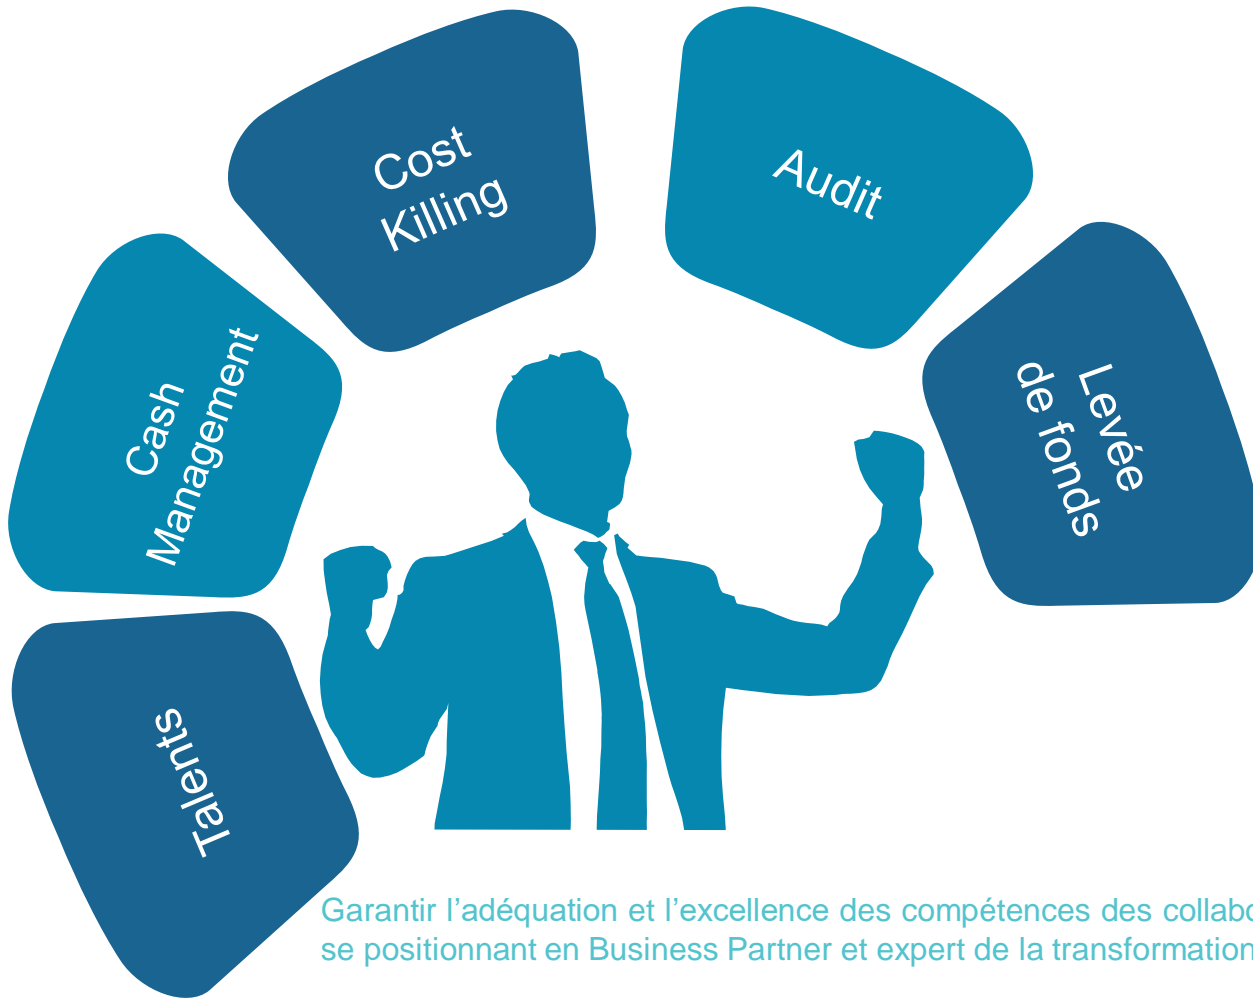 Cost
Killing
Audit
Cash
Management
Levée
de fonds
Talents
Garantir l’adéquation et l’excellence des compétences des
se positionnant en Business Partner et expert de la transformation